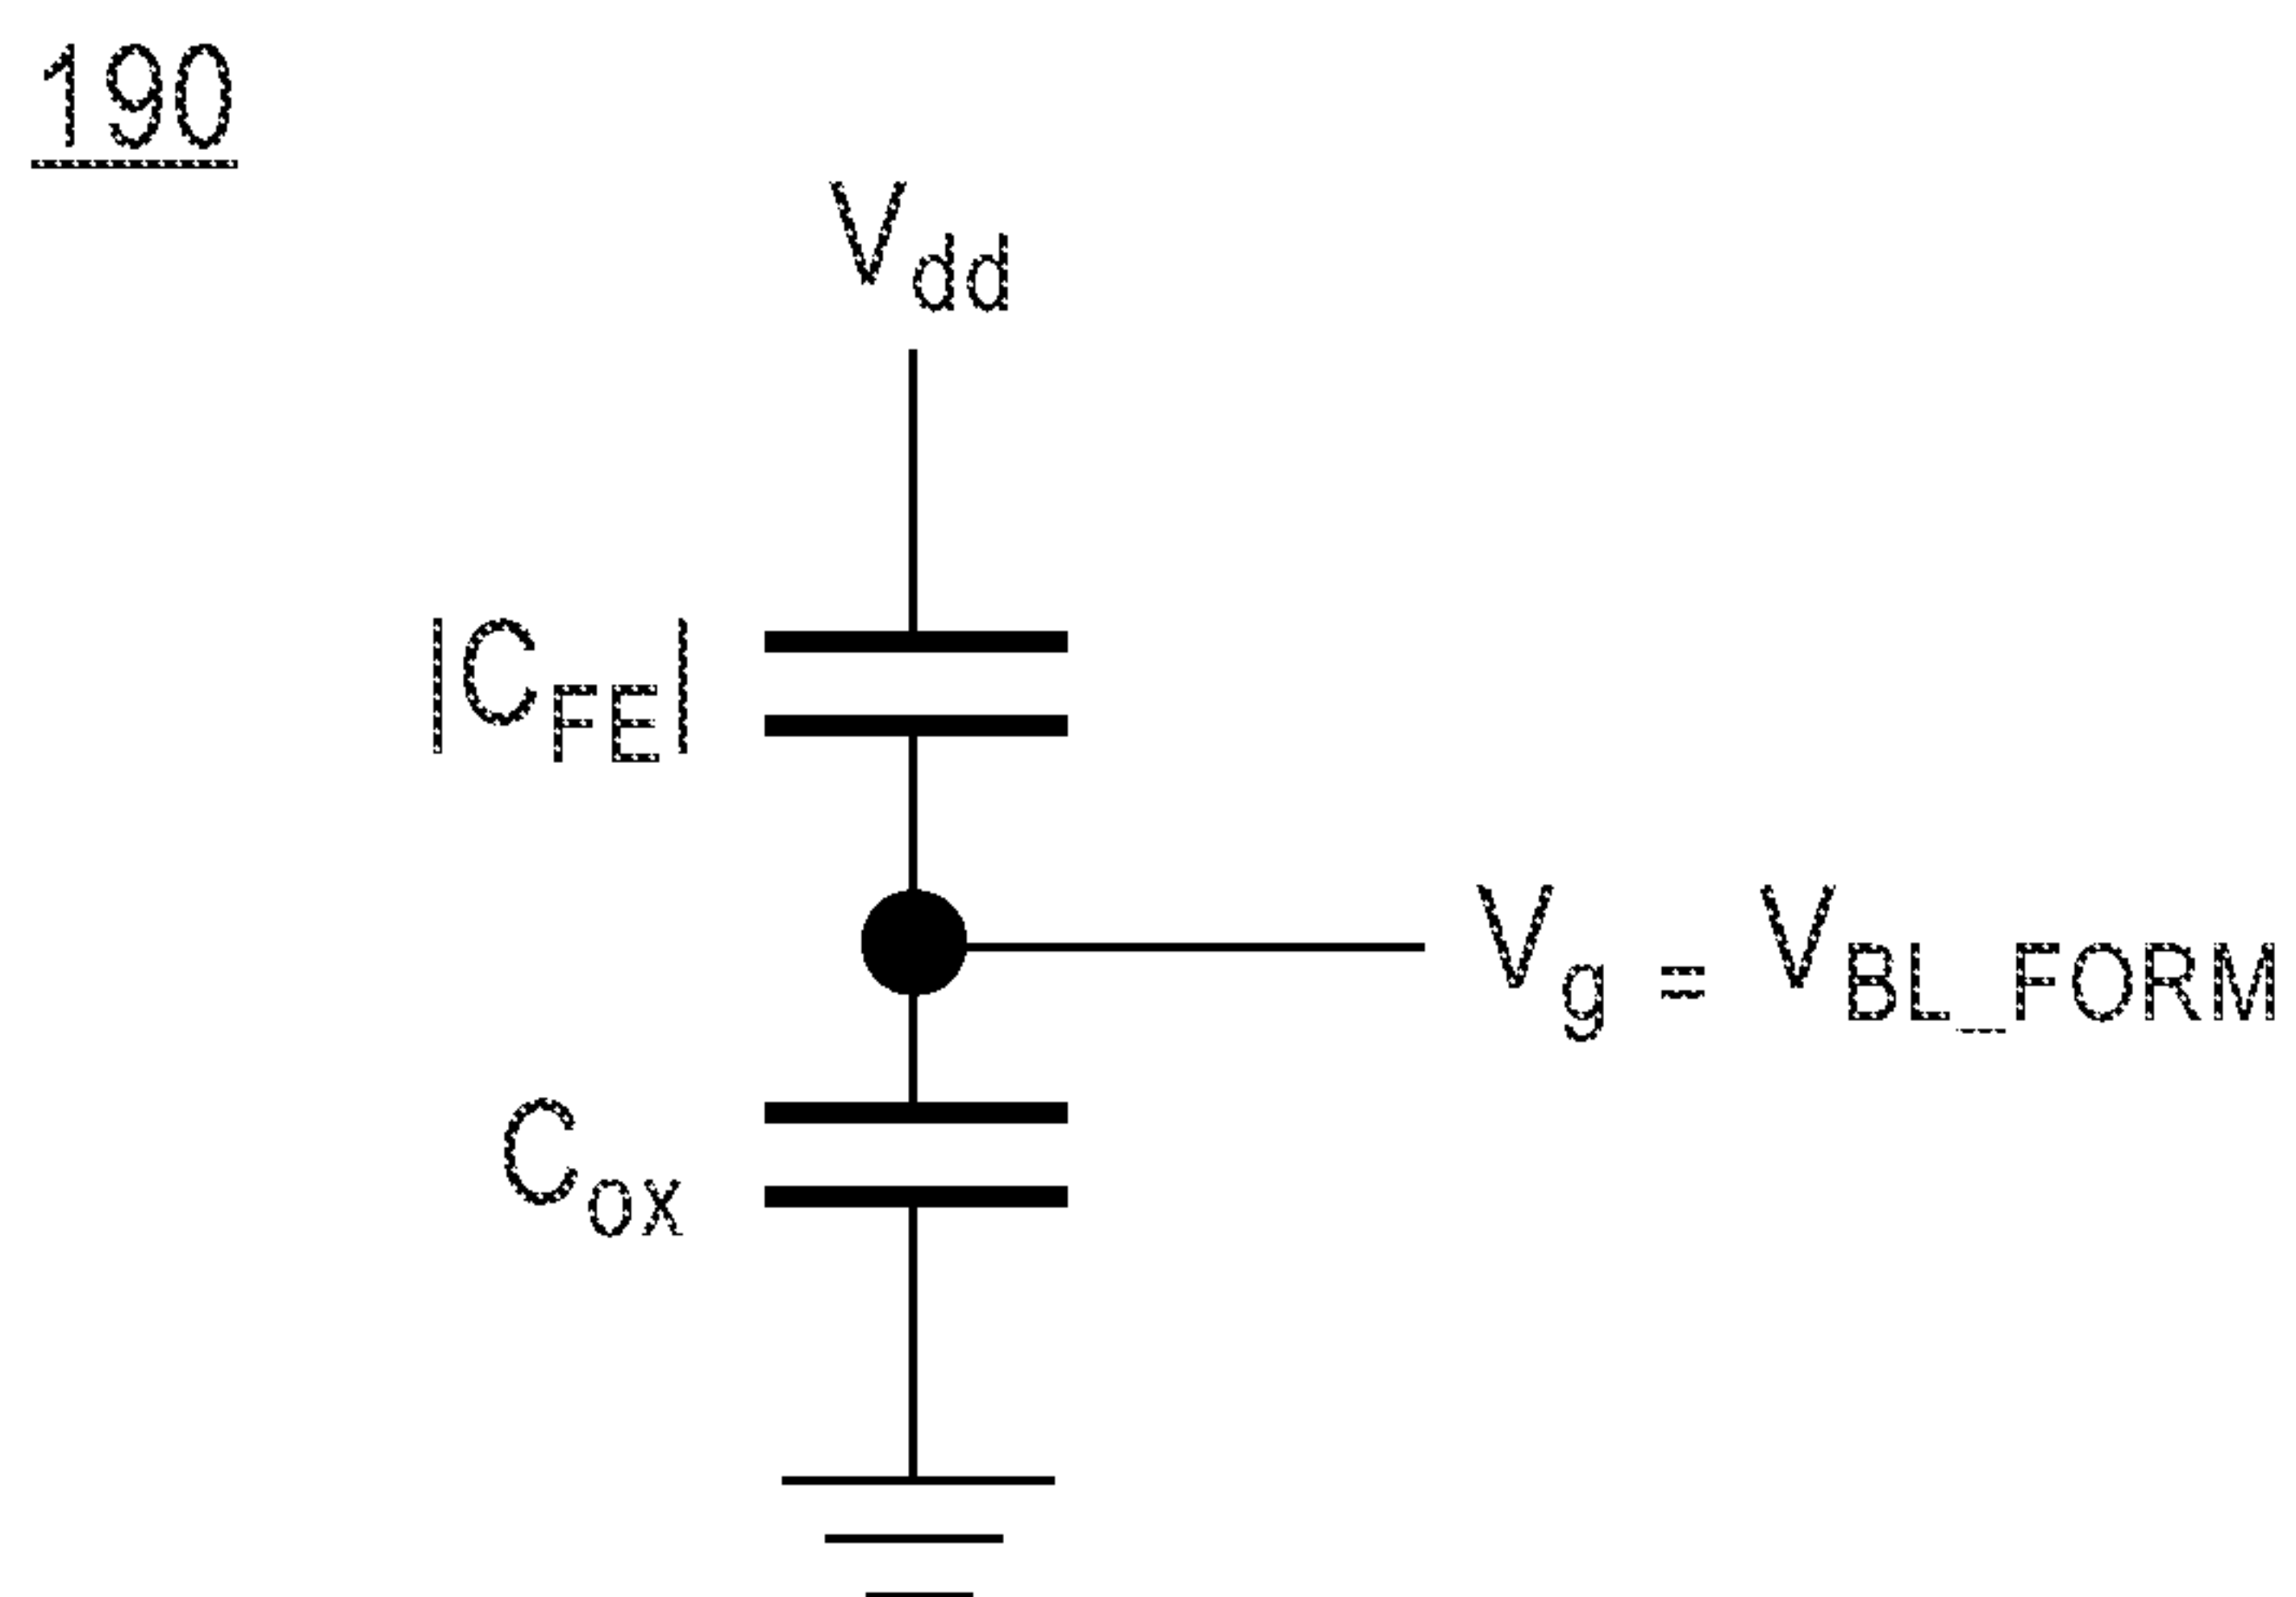 190
Vdd
|CFE|
Vg = VBL_FORM
Cox